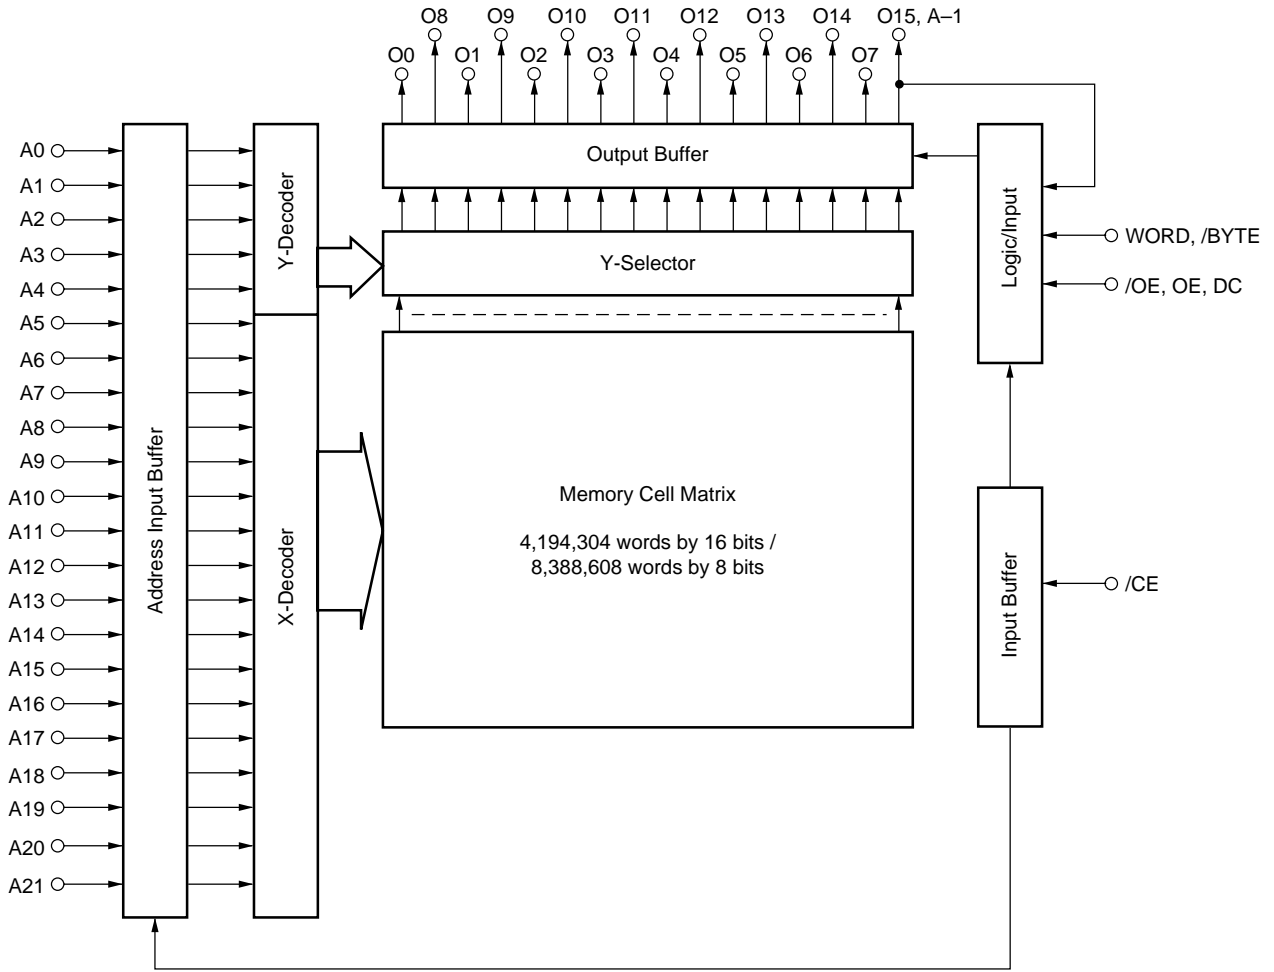 O8 O9 O10 O11 O12 O13 O14 O15, A–1
O0 O1 O2 O3 O4 O5 O6 O7
A0
A1
A2
A3
A4
A5
A6
A7
A8
A9
A10
A11
A12
A13
A14
A15
A16
A17
A18
A19
A20
A21
Address Input Buffer
Y-Decoder
X-Decoder
Output Buffer
Y-Selector
Memory Cell Matrix
4,194,304 words by 16 bits /
8,388,608 words by 8 bits
Logic/Input
WORD, /BYTE
/OE, OE, DC
Input Buffer
/CE